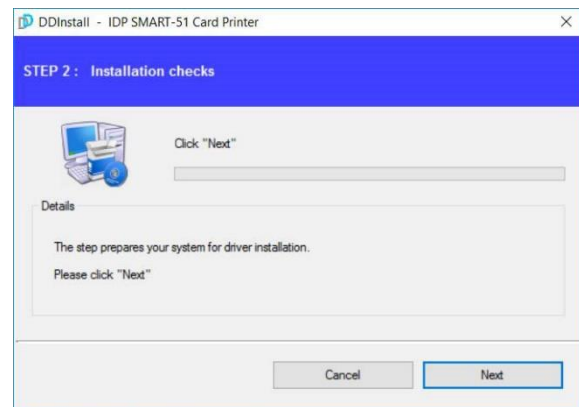 DDInstall - IDP SMART-51 Card Printer
STEP 2 : Installation checks
Click "Next"
Details
The step prepares your system for driver installation.
Please click "Next"
Cancel
Next